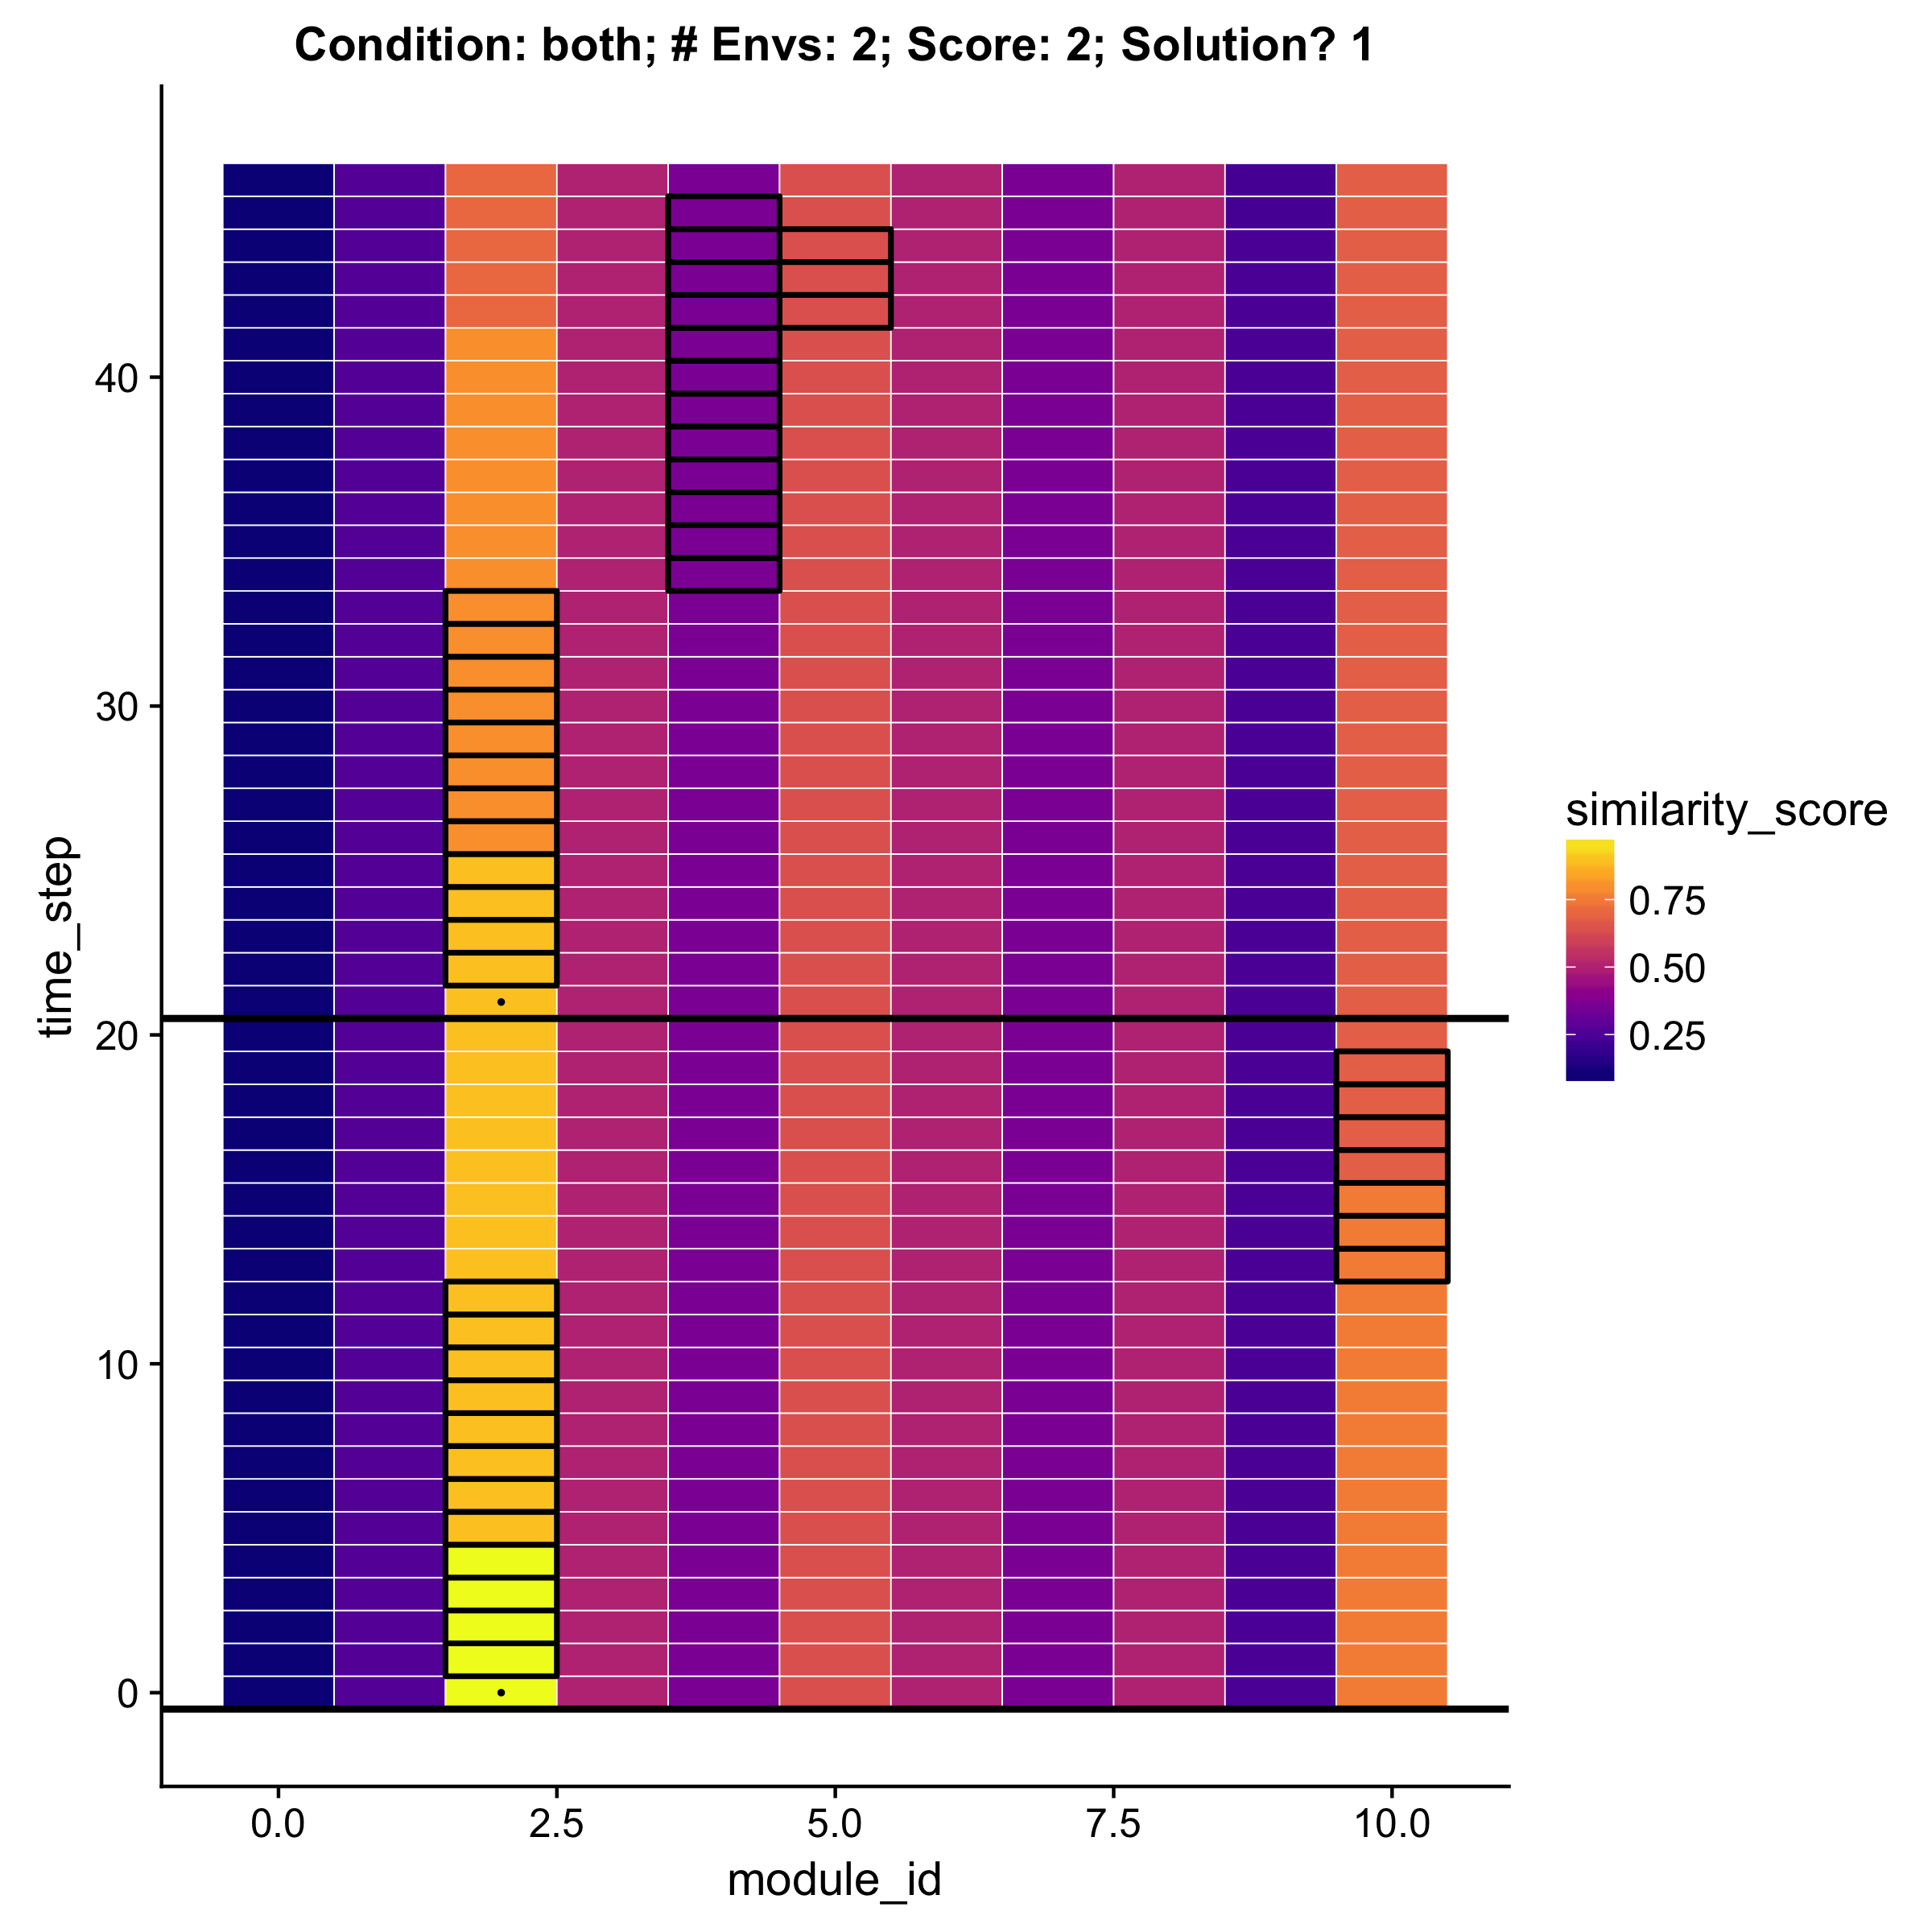 Condition: both; # Envs: 2; Score: 2; Solution? 1
time_step
40
30
20
10
0
0.0 2.5 5.0 7.5 10.0
module_id
similarity_score
0.75
0.50
0.25